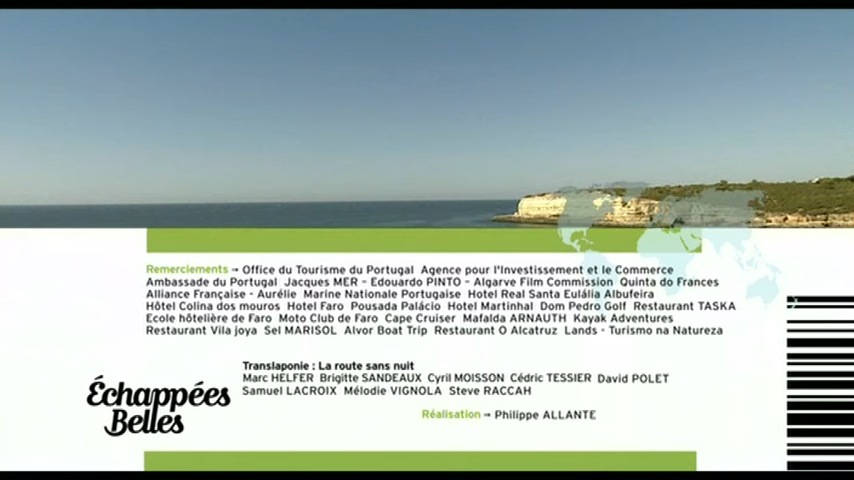 Remerciements – Office du Tourisme du Portugal Agence pour l'Investissement et le Commerce
Ambassade du Portugal Jacques MER – Edouardo PINTO – Algarve Film Commission Quinta do Frances
Alliance Française - Aurélie Marine Nationale Portugaise Hotel Real Santa Eulália Albufeira
Hôtel Colina dos mouros Hotel Faro Pousada Palácio Hotel Martinhal Dom Pedro Golf Restaurant TASKA
Ecole hôtelière de Faro Moto Club de Faro Cape Cruiser Mafalda ARNAUTH Kayak Adventures
Restaurant Vila joya Sel MARISOL Alvor Boat Trip Restaurant O Alcatruz Lands - Turismo na Natureza
Translaponie : La route sans nuit
Marc HELFER Brigitte SANDEAUX Cyril MOISSON Cédric TESSIER David POLET
Samuel LACROIX Mélodie VIGNOLA Steve RACCAH
Échappées
Belles
Réalisation – Philippe ALLANTE